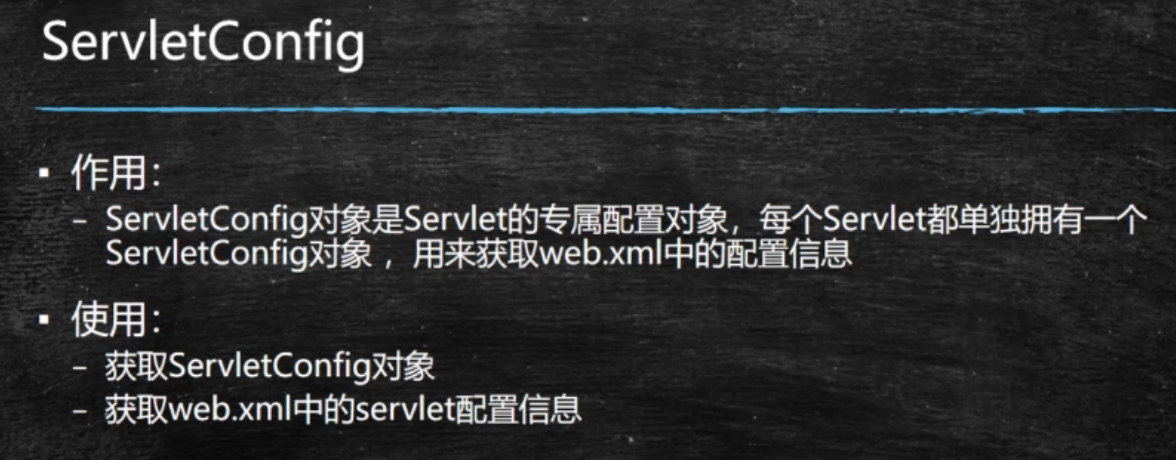 ServletConfig
▪ 作用：
– ServletConfig对象是Servlet的专属配置对象，每个Servlet都单独拥有一个
ServletConfig对象 ，用来获取web.xml中的配置信息
▪ 使用：
– 获取ServletConfig对象
– 获取web.xml中的servlet配置信息